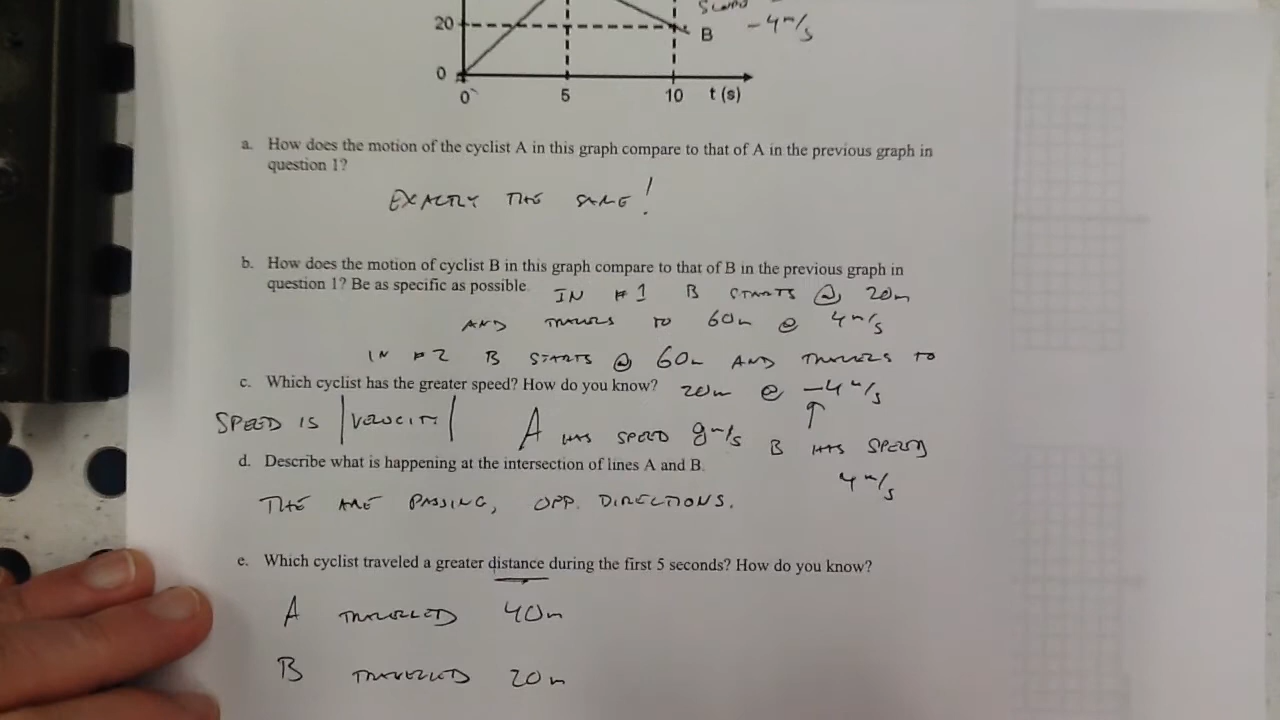 20
B -4 m/s
0
0 5 10 t (s)
a. How does the motion of the cyclist A in this graph compare to that of A in the previous graph in
question 1?
EXACTLY THE SAME!
b. How does the motion of cyclist B in this graph compare to that of B in the previous graph in
question 1? Be as specific as possible
IN #1 B STARTS @ 20m
AND TRAVELS TO 60m @ 4 m/s
IN #2 B STARTS @ 60m AND TRAVELS TO
c. Which cyclist has the greater speed? How do you know? 20m @ -4 m/s
SPEED IS |VELOCITY| A HAS SPEED 8 m/s B HAS SPEED
d. Describe what is happening at the intersection of lines A and B.
4 m/s
THE ARE PASSING, OPP. DIRECTIONS.
e. Which cyclist traveled a greater distance during the first 5 seconds? How do you know?
A TRAVELLED 40m
B TRAVELLED 20m